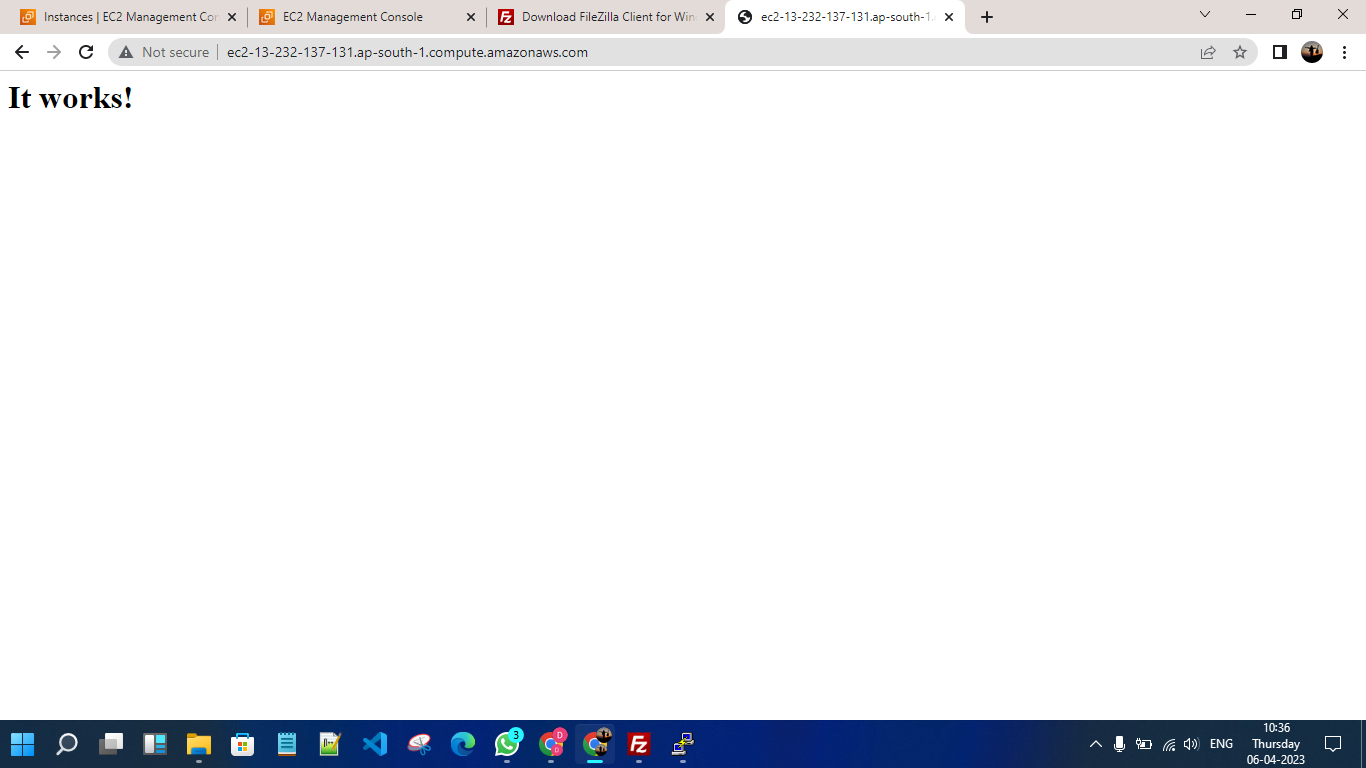 Instances | EC2 Management Con
EC2 Management Console
Download FileZilla Client for Win
ec2-13-232-137-131.ap-south-1.
Not secure
ec2-13-232-137-131.ap-south-1.compute.amazonaws.com
It works!
3
D
ENG
10:36
Thursday
06-04-2023